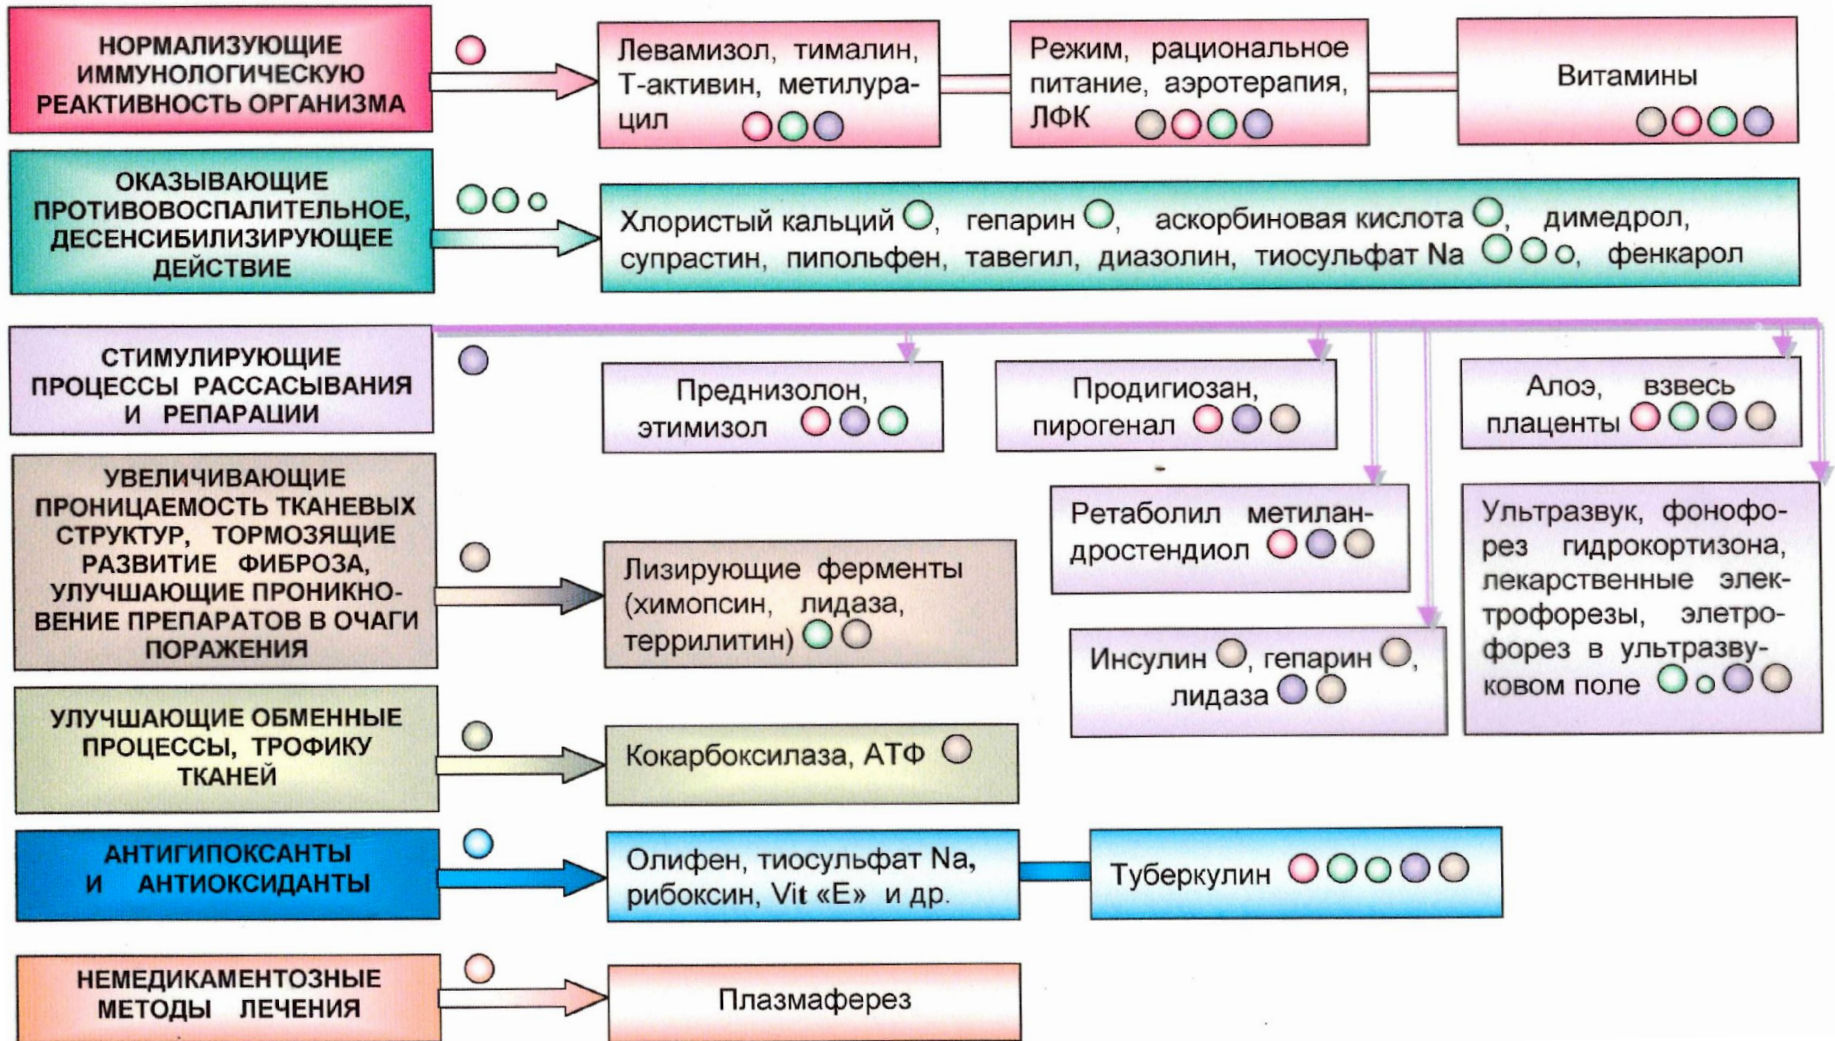 НОРМАЛИЗУЮЩИЕ
ИММУНОЛОГИЧЕСКУЮ
РЕАКТИВНОСТЬ ОРГАНИЗМА
Левамизол, тималин,
Т-активин, метилура-
цил
Режим, рациональное
питание, аэротерапия,
ЛФК
Витамины
ОКАЗЫВАЮЩИЕ
ПРОТИВОВОСПАЛИТЕЛЬНОЕ,
ДЕСЕНСИБИЛИЗИРУЮЩЕЕ
ДЕЙСТВИЕ
Хлористый кальций , гепарин , аскорбиновая кислота , димедрол,
супрастин, пипольфен, тавегил, диазолин, тиосульфат Na , фенкарол
СТИМУЛИРУЮЩИЕ
ПРОЦЕССЫ РАССАСЫВАНИЯ
И РЕПАРАЦИИ
Преднизолон,
этимизол
Продигиозан,
пирогенал
Алоэ, взвесь
плаценты
Ретаболил метилан-
дростендиол
Инсулин , гепарин ,
лидаза
Ультразвук, фонофо-
рез гидрокортизона,
лекарственные элек-
трофорезы, элетро-
форез в ультразву-
ковом поле
УВЕЛИЧИВАЮЩИЕ
ПРОНИЦАЕМОСТЬ ТКАНЕВЫХ
СТРУКТУР, ТОРМОЗЯЩИЕ
РАЗВИТИЕ ФИБРОЗА,
УЛУЧШАЮЩИЕ ПРОНИКНО-
ВЕНИЕ ПРЕПАРАТОВ В ОЧАГИ
ПОРАЖЕНИЯ
Лизирующие ферменты
(химопсин, лидаза,
террилитин)
УЛУЧШАЮЩИЕ ОБМЕННЫЕ
ПРОЦЕССЫ, ТРОФИКУ
ТКАНЕЙ
Кокарбоксилаза, АТФ
АНТИГИПОКСАНТЫ
И АНТИОКСИДАНТЫ
Олифен, тиосульфат Na,
рибоксин, Vit «Е» и др.
Туберкулин
НЕМЕДИКАМЕНТОЗНЫЕ
МЕТОДЫ ЛЕЧЕНИЯ
Плазмаферез